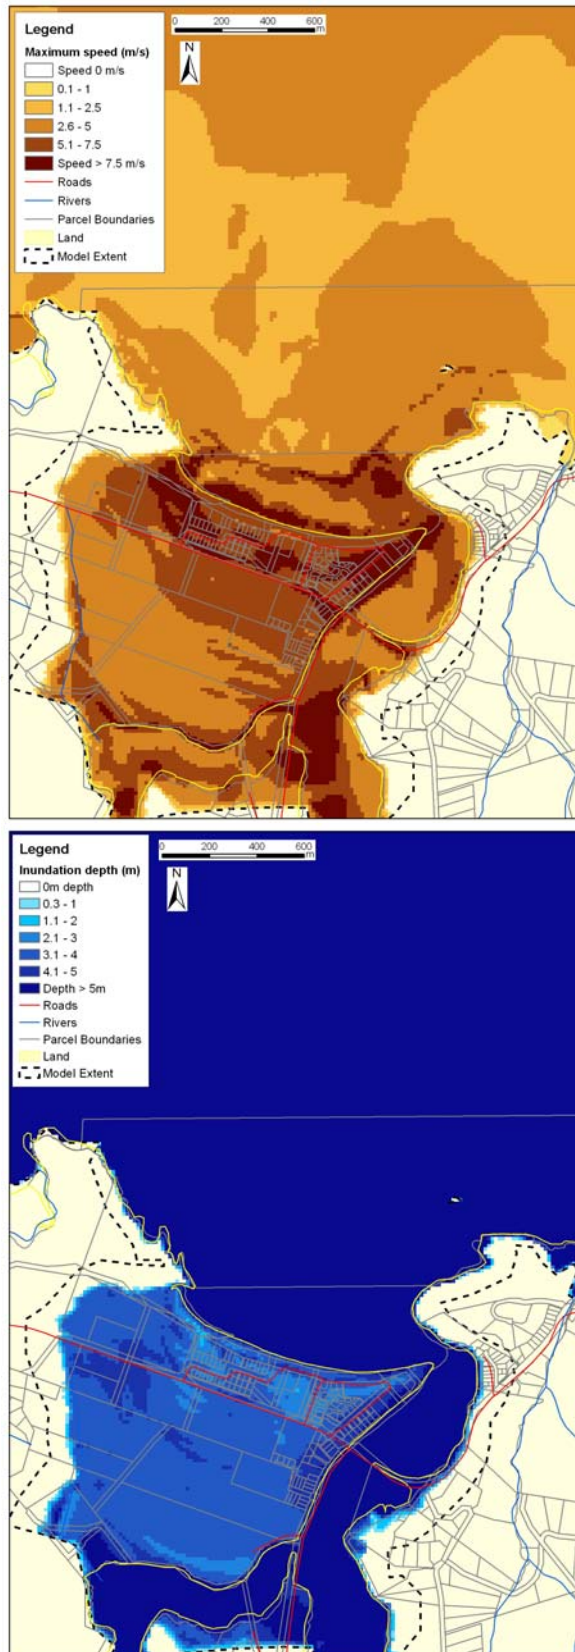 Legend
Maximum speed (m/s)
Speed 0 m/s
0.1 - 1
1.1 - 2.5
2.6 - 5
5.1 - 7.5
Speed > 7.5 m/s
Roads
Rivers
Parcel Boundaries
Land
Model Extent
0 200 400 600
m
N
Legend
Inundation depth (m)
0m depth
0.3 - 1
1.1 - 2
2.1 - 3
3.1 - 4
4.1 - 5
Depth > 5m
Roads
Rivers
Parcel Boundaries
Land
Model Extent
0 200 400 600
m
N